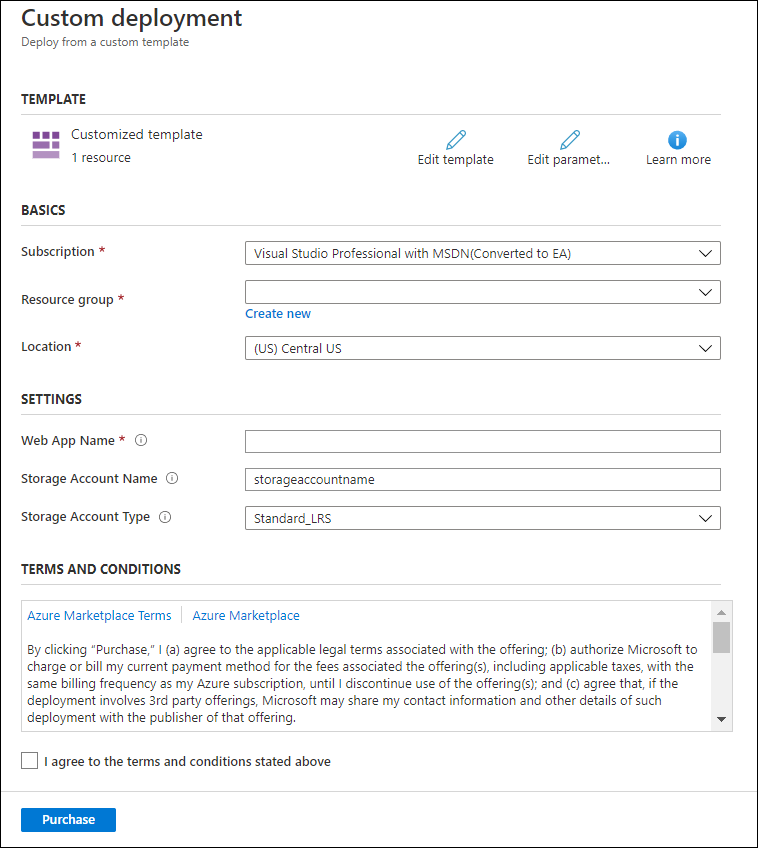 Custom deployment
Deploy from a custom template
TEMPLATE
Customized template
1 resource
Edit template
Edit paramet...
Learn more
BASICS
Subscription *
Visual Studio Professional with MSDN(Converted to EA)
Resource group *
Create new
Location *
(US) Central US
SETTINGS
Web App Name *
Storage Account Name
storageaccountname
Storage Account Type
Standard_LRS
TERMS AND CONDITIONS
Azure Marketplace Terms
Azure Marketplace
By clicking “Purchase,” I (a) agree to the applicable legal terms associated with the offering; (b) authorize Microsoft to
charge or bill my current payment method for the fees associated the offering(s), including applicable taxes, with the
same billing frequency as my Azure subscription, until I discontinue use of the offering(s); and (c) agree that, if the
deployment involves 3rd party offerings, Microsoft may share my contact information and other details of such
deployment with the publisher of that offering.
I agree to the terms and conditions stated above
Purchase